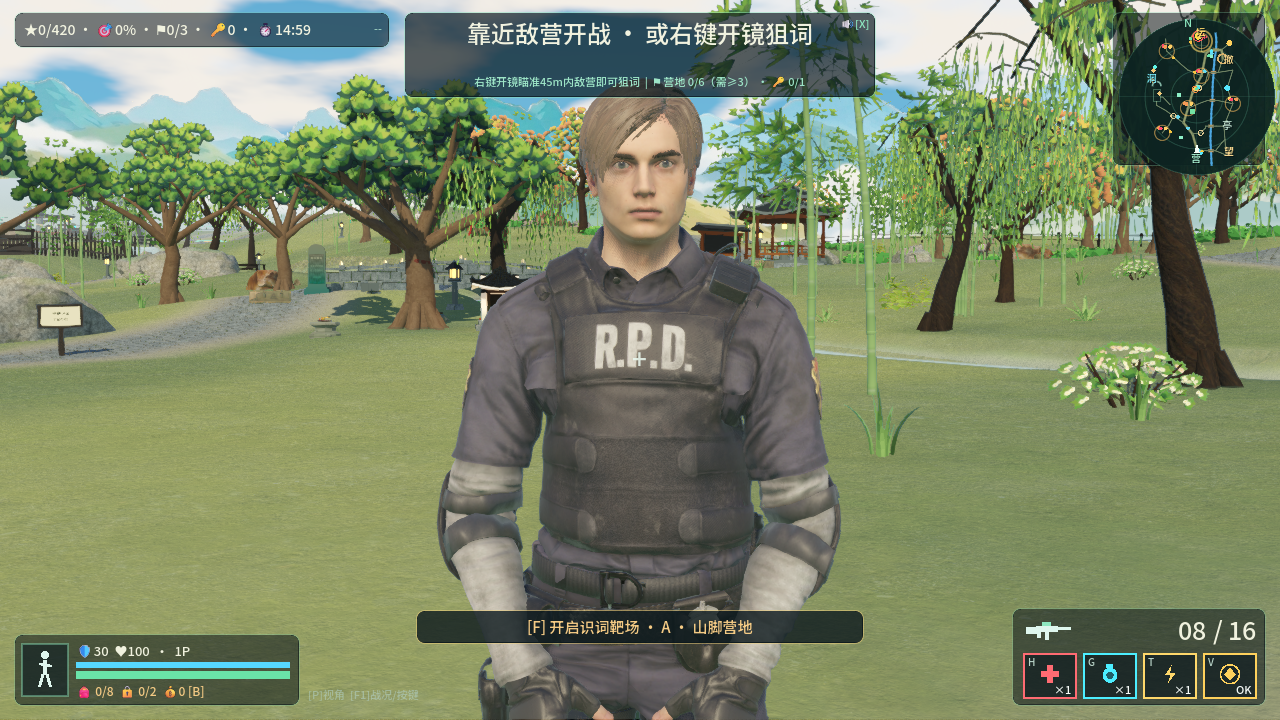 ★0/420 · 🎯 0% · ⚑0/3 · 🔑0 · ⏱ 14:59 --
靠近敌营开战 · 或右键开镜狙词
[X]
右键开镜瞄准45m内敌营即可狙词 | ⚑ 营地 0/6（需≥3） · 🔑 0/1
N
撤
湖
亭
营
望
R.P.D.
[F] 开启识词靶场 · A · 山脚营地
30 ♥100 · 1P
0/8 0/2 0 [B]
[P]视角 [F1]战况/按键
08 / 16
H ×1
G ×1
T ×1
V OK